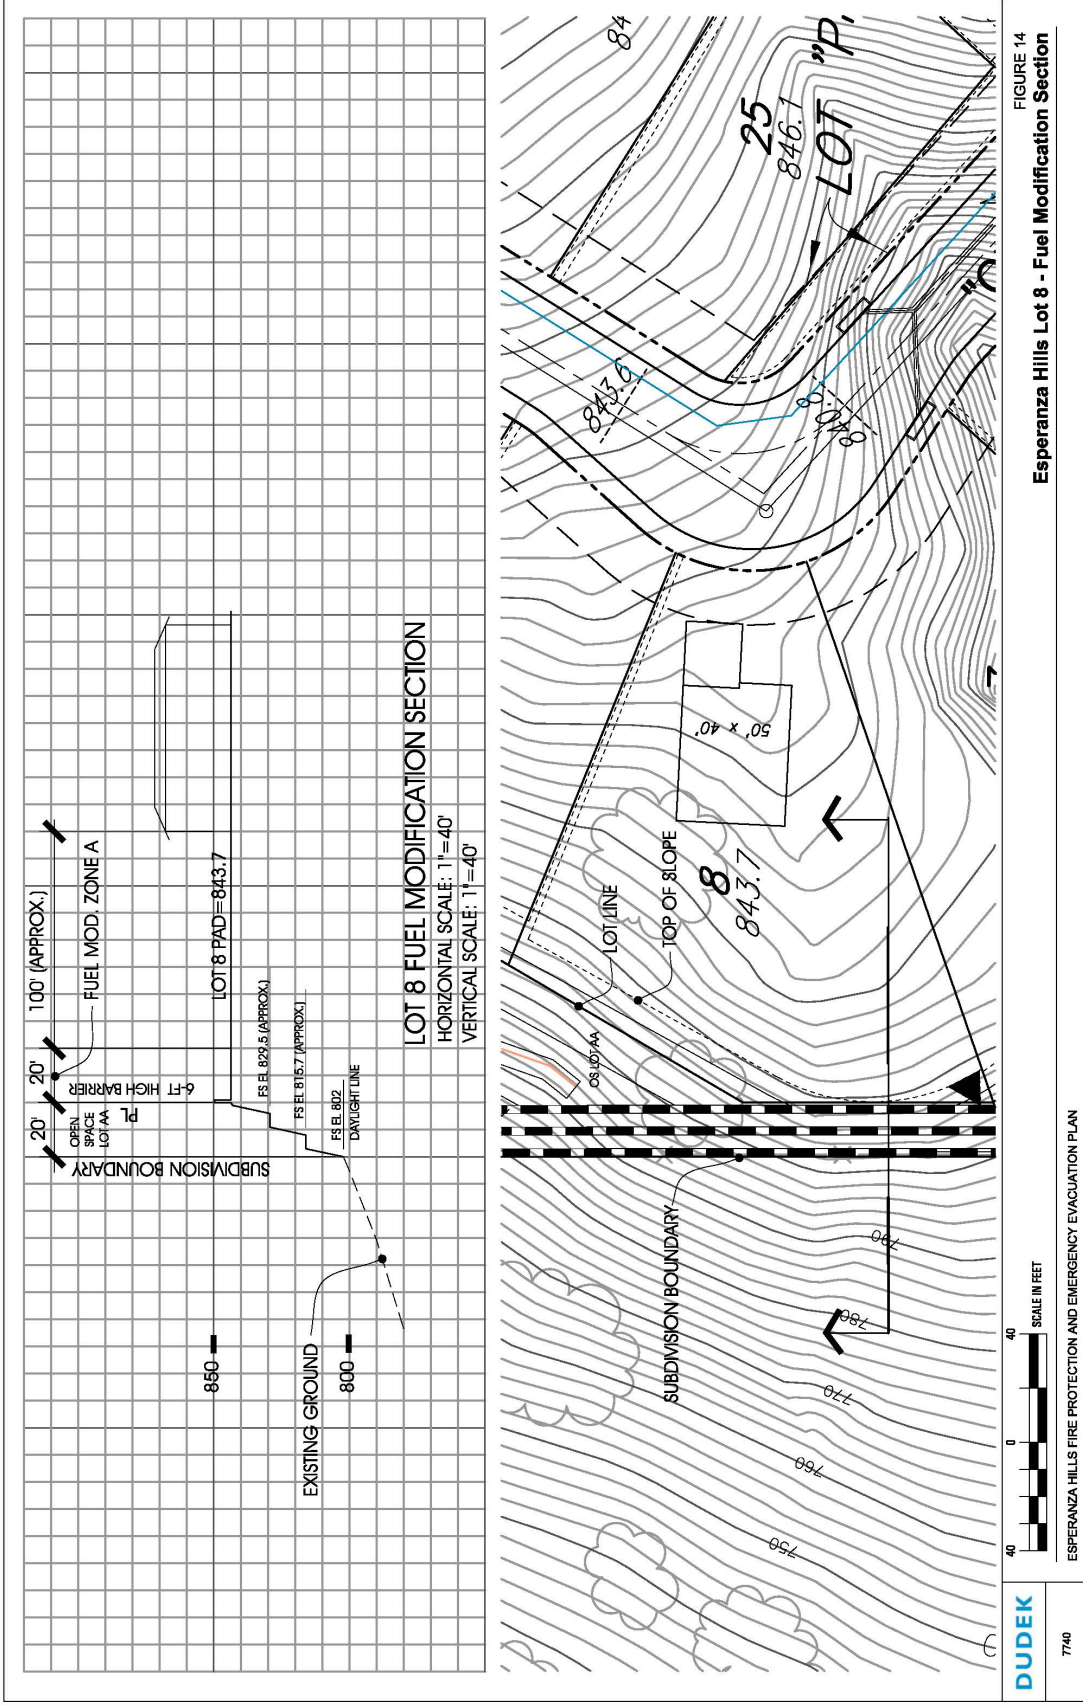 20'
20'
100' (APPROX.)
OPEN
SPACE
LOT AA
PL
6-FT HIGH BARRIER
SUBDIVISION BOUNDARY
FUEL MOD. ZONE A
LOT 8 PAD=843.7
850
800
FS EL 829.5 (APPROX.)
FS EL 815.7 (APPROX.)
FS EL 802
DAYLIGHT LINE
EXISTING GROUND
LOT 8 FUEL MODIFICATION SECTION
HORIZONTAL SCALE: 1"=40'
VERTICAL SCALE: 1"=40'
84
25
846.1
LOT "P"
843.6
840.8
50' x 40'
8
843.7
LOT LINE
TOP OF SLOPE
OS LOT AA
SUBDIVISION BOUNDARY
790
780
770
760
750
40
0
40
SCALE IN FEET
FIGURE 14
Esperanza Hills Lot 8 - Fuel Modification Section
DUDEK
7740
ESPERANZA HILLS FIRE PROTECTION AND EMERGENCY EVACUATION PLAN